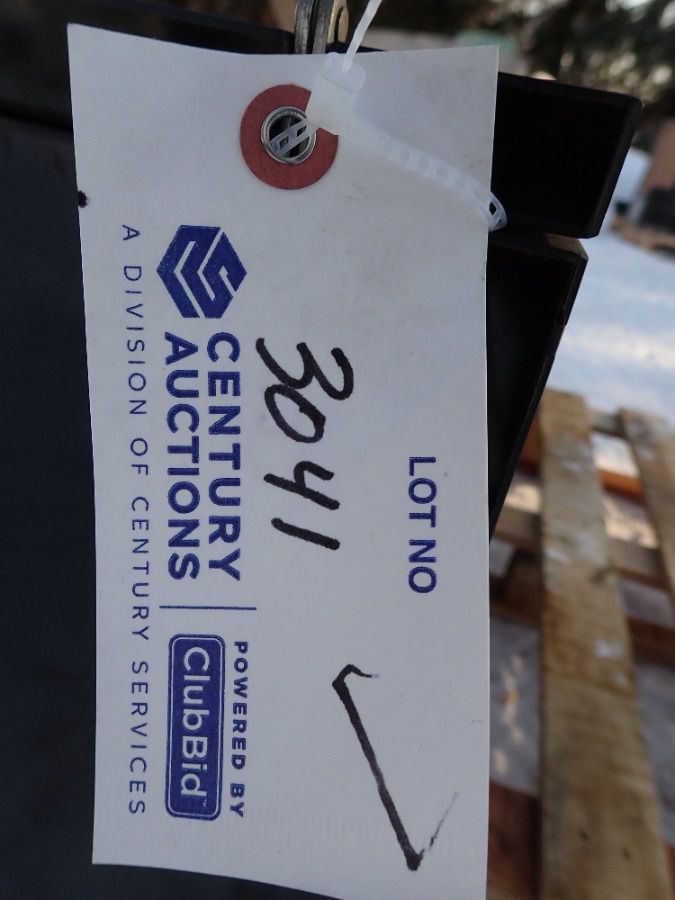 LOT NO
3041
CENTURY
AUCTIONS
POWERED BY
ClubBid
A DIVISION OF CENTURY SERVICES